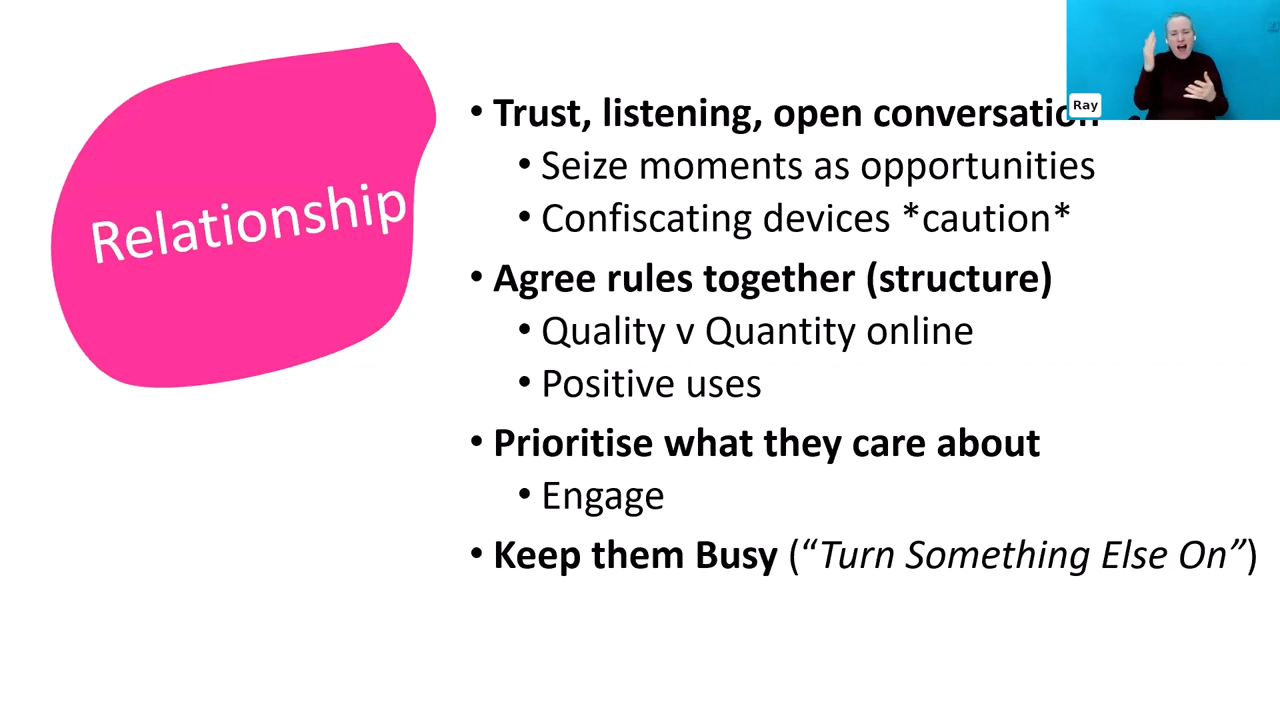 Relationship
• Trust, listening, open conversation
• Seize moments as opportunities
• Confiscating devices *caution*
• Agree rules together (structure)
• Quality v Quantity online
• Positive uses
• Prioritise what they care about
• Engage
• Keep them Busy (“Turn Something Else On”)
Ray